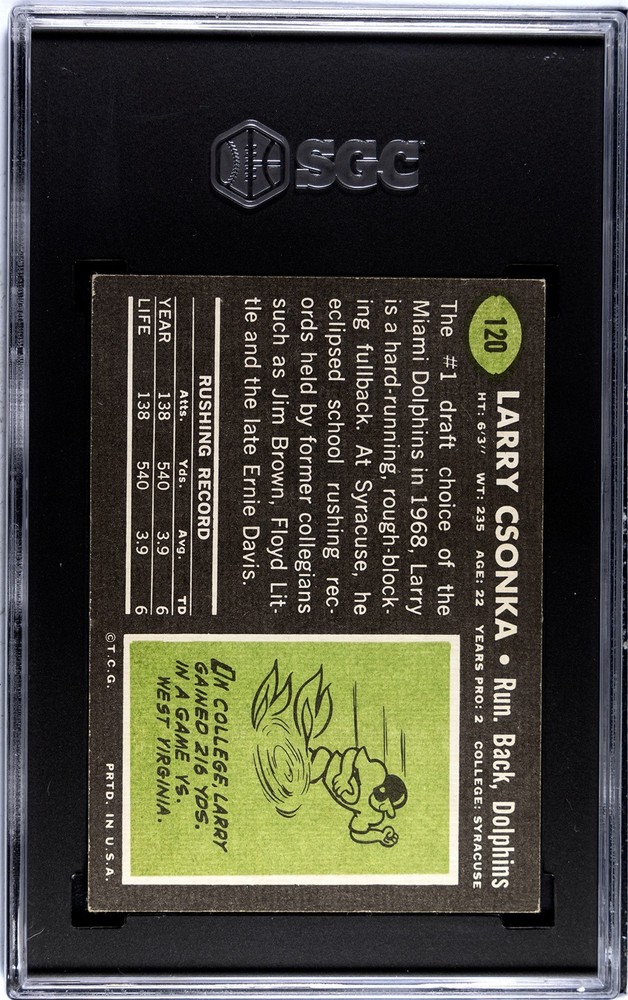 SGC
120
LARRY CSONKA • Run. Back, Dolphins
HT: 6'3" WT: 235 AGE: 22 YEARS PRO: 2 COLLEGE: SYRACUSE
The #1 draft choice of the
Miami Dolphins in 1968, Larry
is a hard-running, rough-block-
ing fullback. At Syracuse, he
eclipsed school rushing rec-
ords held by former collegians
such as Jim Brown, Floyd Lit-
tle and the late Ernie Davis.
RUSHING RECORD
Atts. Yds. Avg. TD
YEAR 138 540 3.9 6
LIFE 138 540 3.9 6
IN COLLEGE, LARRY
GAINED 216 YDS.
IN A GAME VS.
WEST VIRGINIA.
©T.C.G. PRTD. IN U.S.A.